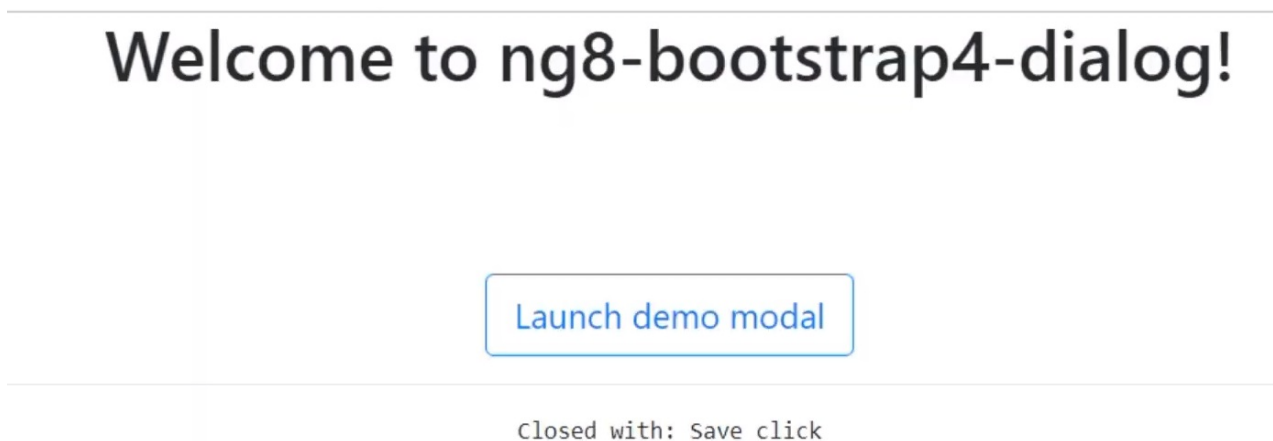 Welcome to ng8-bootstrap4-dialog!
Launch demo modal
Closed with: Save click